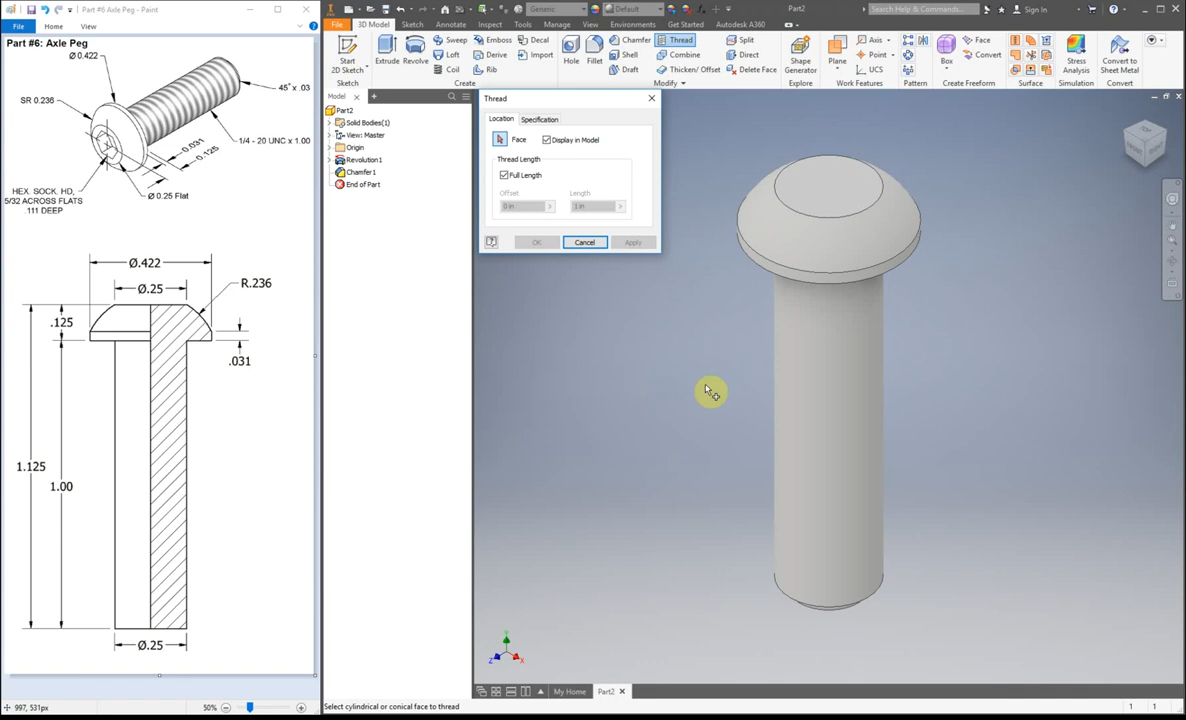 Part #6 Axle Peg - Paint
File
Home
View
Part #6: Axle Peg
Ø 0.422
SR 0.236
45° x .03
1/4 - 20 UNC x 1.00
0.031
0.125
HEX. SOCK. HD,
5/32 ACROSS FLATS
.111 DEEP
Ø 0.25 Flat
Ø.422
Ø.25
R.236
.125
.031
1.125
1.00
Ø.25
997, 531px
50%
Generic
Default
Part2
Search Help & Commands...
Sign In
File
3D Model
Sketch
Annotate
Inspect
Tools
Manage
View
Environments
Get Started
Autodesk A360
Start
2D Sketch
Extrude
Revolve
Sweep
Emboss
Decal
Loft
Derive
Import
Coil
Rib
Hole
Fillet
Chamfer
Thread
Split
Shell
Combine
Direct
Draft
Thicken/ Offset
Delete Face
Shape
Generator
Plane
Axis
Point
UCS
Box
Face
Convert
Stress
Analysis
Convert to
Sheet Metal
Sketch
Create
Modify
Explore
Work Features
Pattern
Create Freeform
Surface
Simulation
Convert
Model
Part2
Solid Bodies(1)
View: Master
Origin
Revolution1
Chamfer1
End of Part
Thread
Location
Specification
Face
Display in Model
Thread Length
Full Length
Offset
Length
0 in
1 in
OK
Cancel
Apply
TOP
Y
Z
X
My Home
Part2
Select cylindrical or conical face to thread
1
1